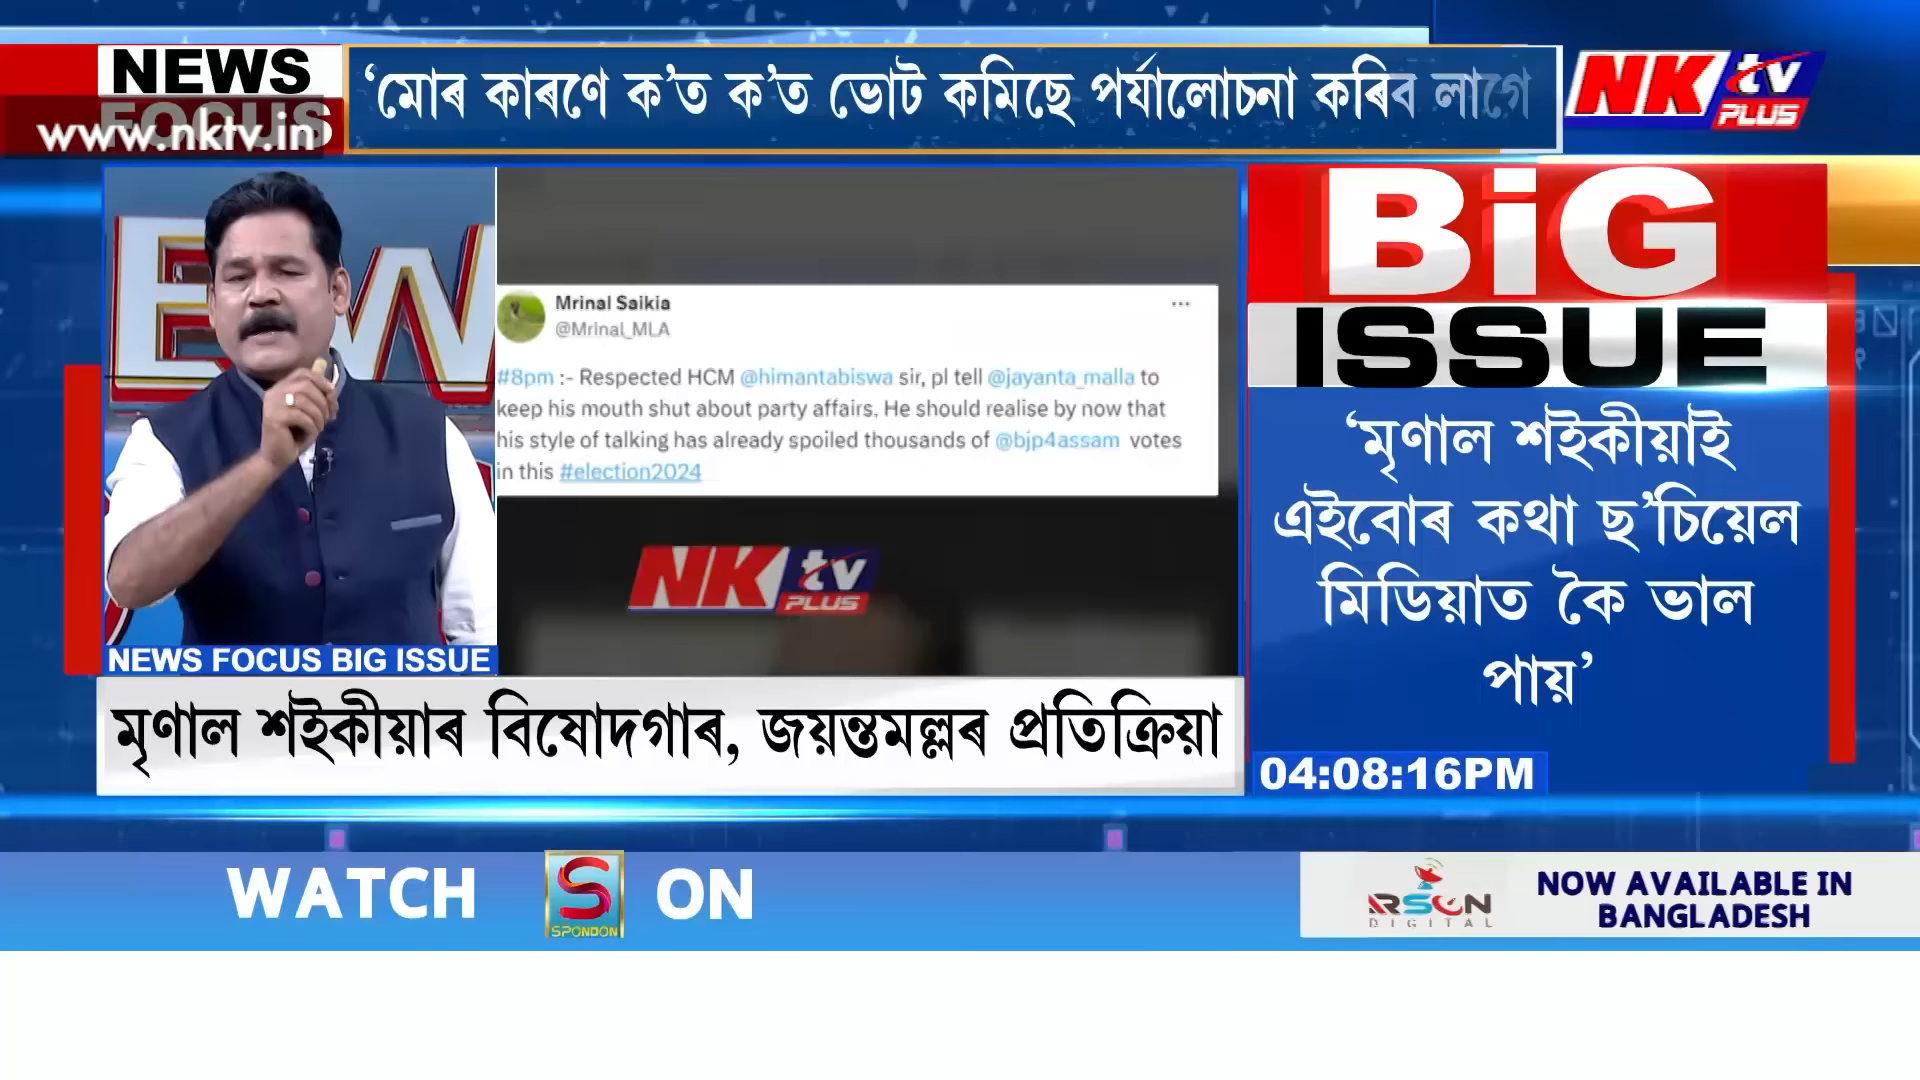 NEWS
FOCUS
www.nktv.in
‘মোৰ কাৰণে ক’ত ক’ত ভোট কমিছে পৰ্যালোচনা কৰিব লাগে
NK tv
PLUS
BiG
ISSUE
Mrinal Saikia
@Mrinal_MLA
#8pm :- Respected HCM @himantabiswa sir, pl tell @jayanta_malla to
keep his mouth shut about party affairs. He should realise by now that
his style of talking has already spoiled thousands of @bjp4assam votes
in this #election2024
NK tv
PLUS
‘মৃণাল শইকীয়াই
এইবোৰ কথা ছ’চিয়েল
মিডিয়াত কৈ ভাল
পায়’
NEWS FOCUS BIG ISSUE
মৃণাল শইকীয়াৰ বিষোদগাৰ, জয়ন্তমল্লৰ প্ৰতিক্ৰিয়া
04:08:16PM
WATCH S SPONDON ON
RSON
DIGITAL
NOW AVAILABLE IN
BANGLADESH